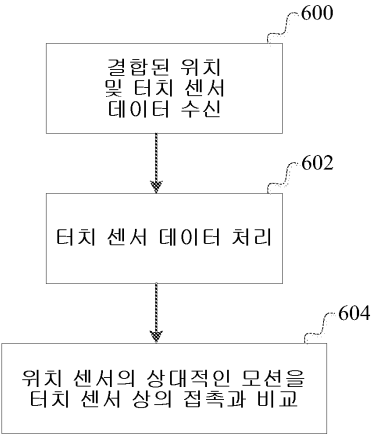 600
결합된 위치
및 터치 센서
데이터 수신
602
터치 센서 데이터 처리
604
위치 센서의 상대적인 모션을
터치 센서 상의 접촉과 비교